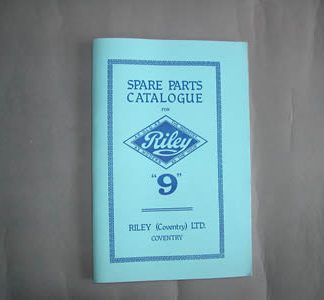 SPARE PARTS
CATALOGUE
FOR
Riley
"9"
RILEY (Coventry) LTD.
COVENTRY